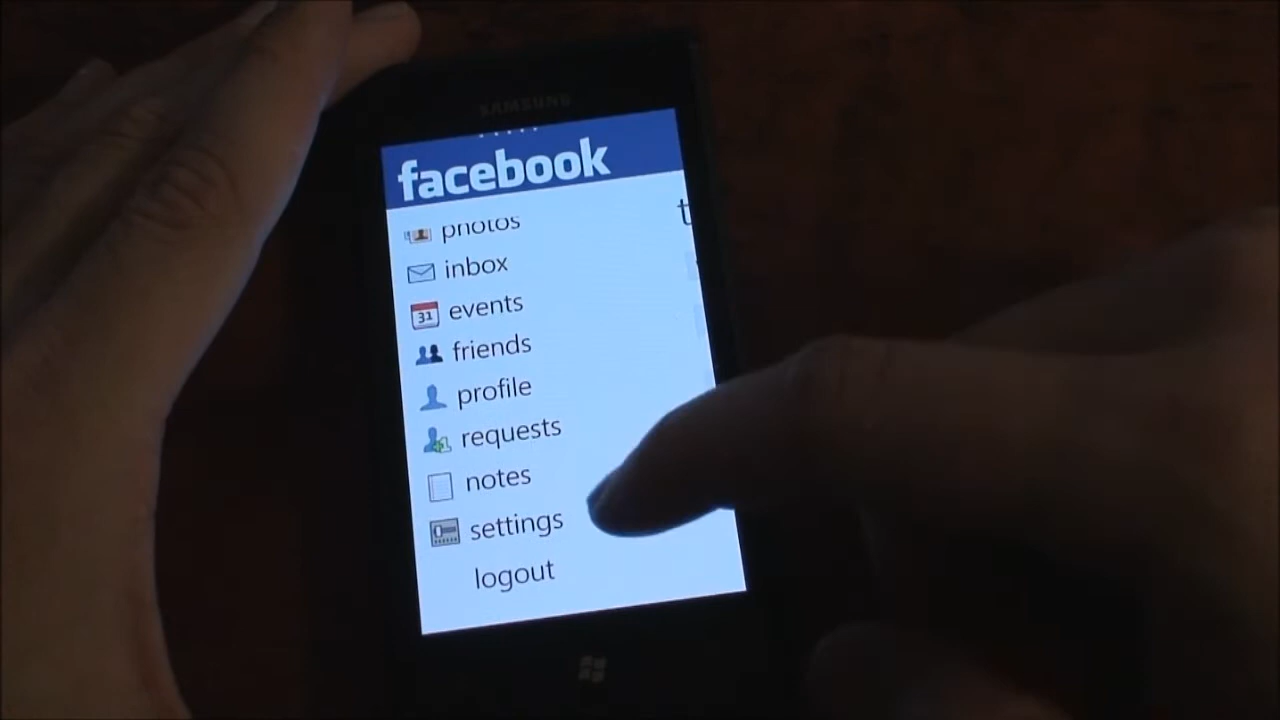 SAMSUNG
facebook
photos
t
inbox
31 events
friends
profile
requests
notes
settings
logout